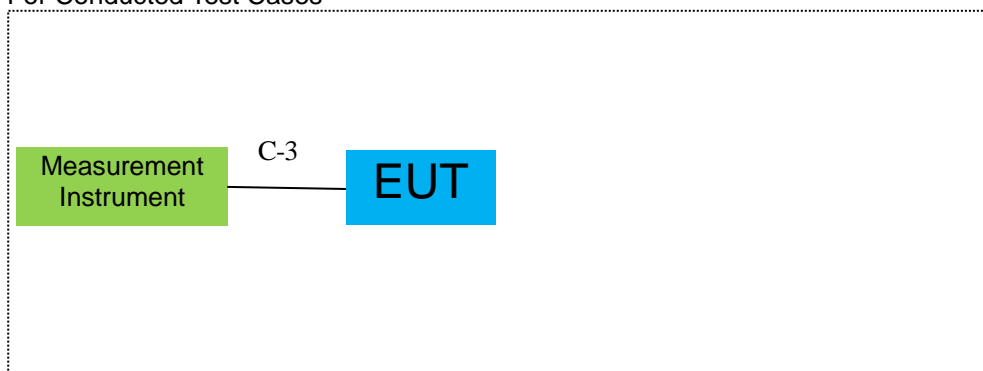 For Conducted Test Cases
C-3
Measurement
Instrument
EUT